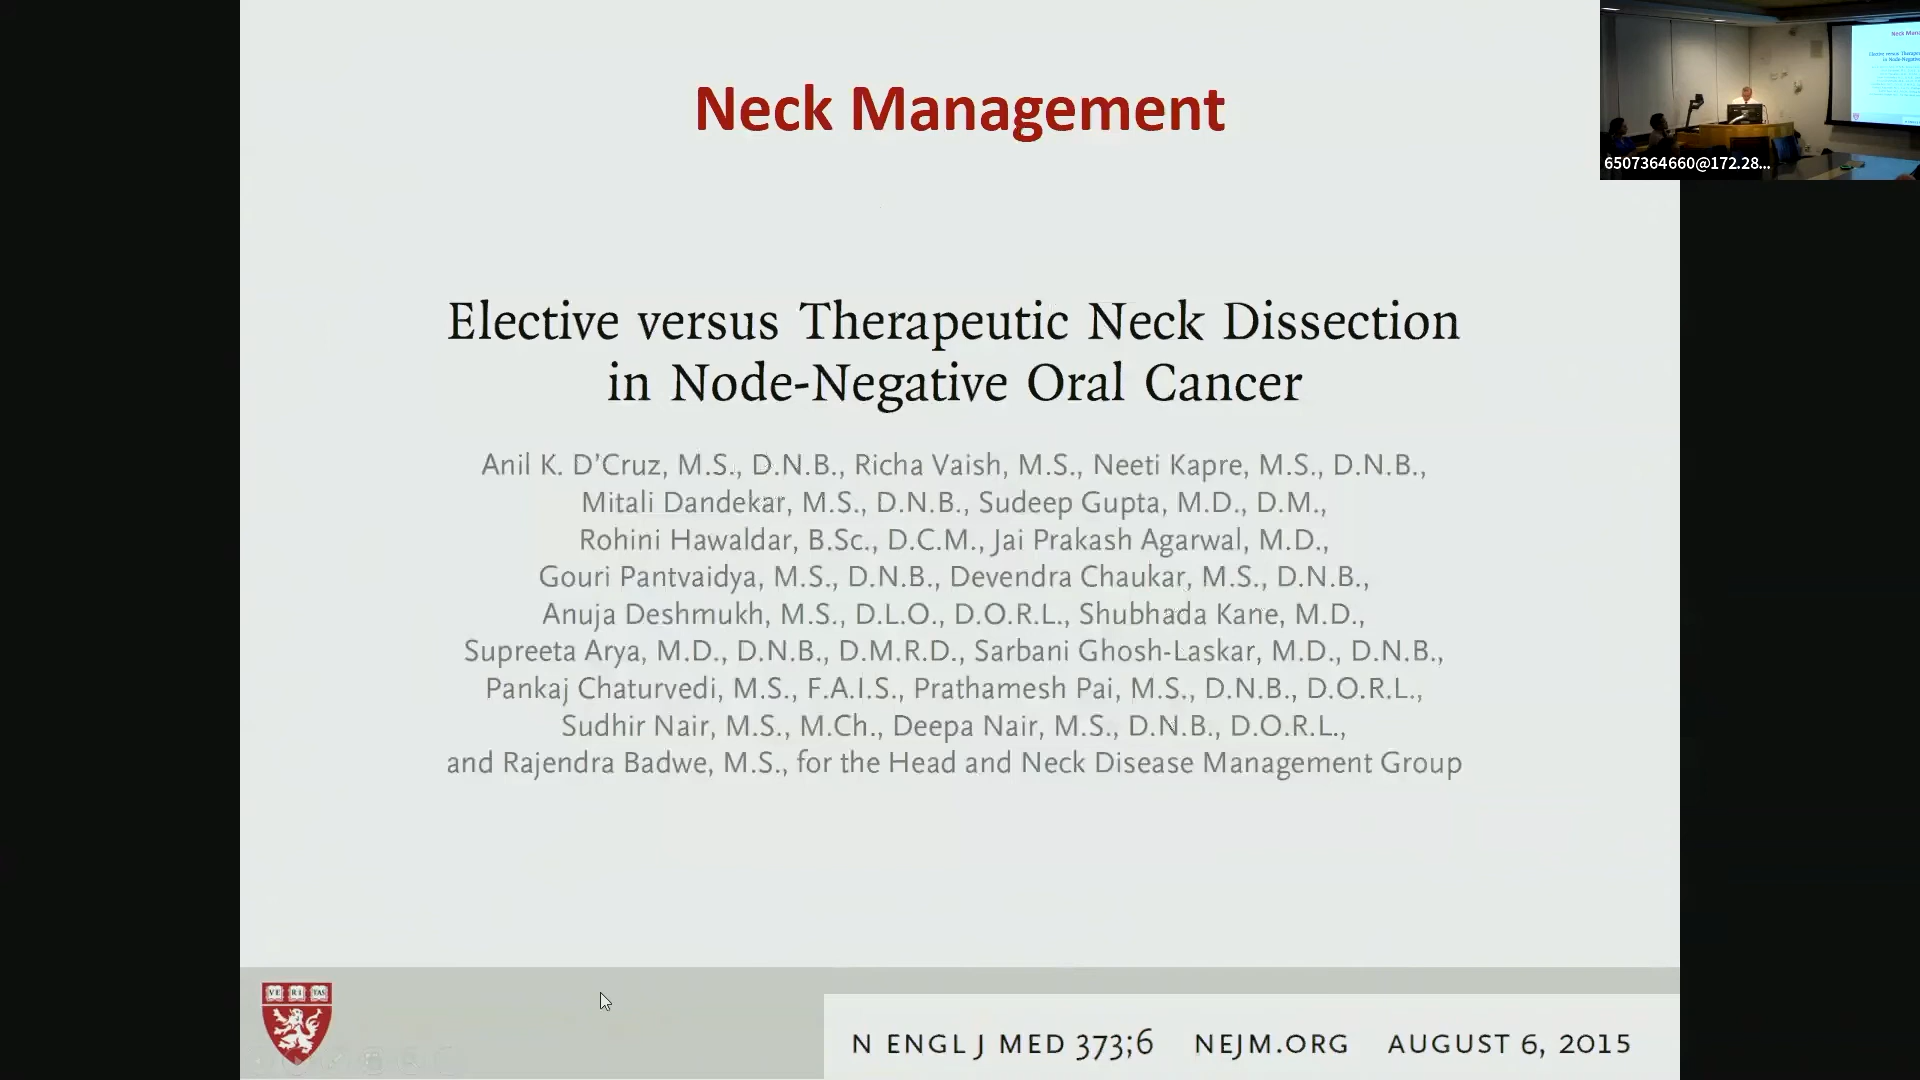 Neck Management
Elective versus Therapeutic Neck Dissection
in Node-Negative Oral Cancer
Anil K. D'Cruz, M.S., D.N.B., Richa Vaish, M.S., Neeti Kapre, M.S., D.N.B.,
Mitali Dandekar, M.S., D.N.B., Sudeep Gupta, M.D., D.M.,
Rohini Hawaldar, B.Sc., D.C.M., Jai Prakash Agarwal, M.D.,
Gouri Pantvaidya, M.S., D.N.B., Devendra Chaukar, M.S., D.N.B.,
Anuja Deshmukh, M.S., D.L.O., D.O.R.L., Shubhada Kane, M.D.,
Supreeta Arya, M.D., D.N.B., D.M.R.D., Sarbani Ghosh-Laskar, M.D., D.N.B.,
Pankaj Chaturvedi, M.S., F.A.I.S., Prathamesh Pai, M.S., D.N.B., D.O.R.L.,
Sudhir Nair, M.S., M.Ch., Deepa Nair, M.S., D.N.B., D.O.R.L.,
and Rajendra Badwe, M.S., for the Head and Neck Disease Management Group
VE RI TAS
N ENGL J MED 373;6 NEJM.ORG AUGUST 6, 2015
6507364660@172.28...